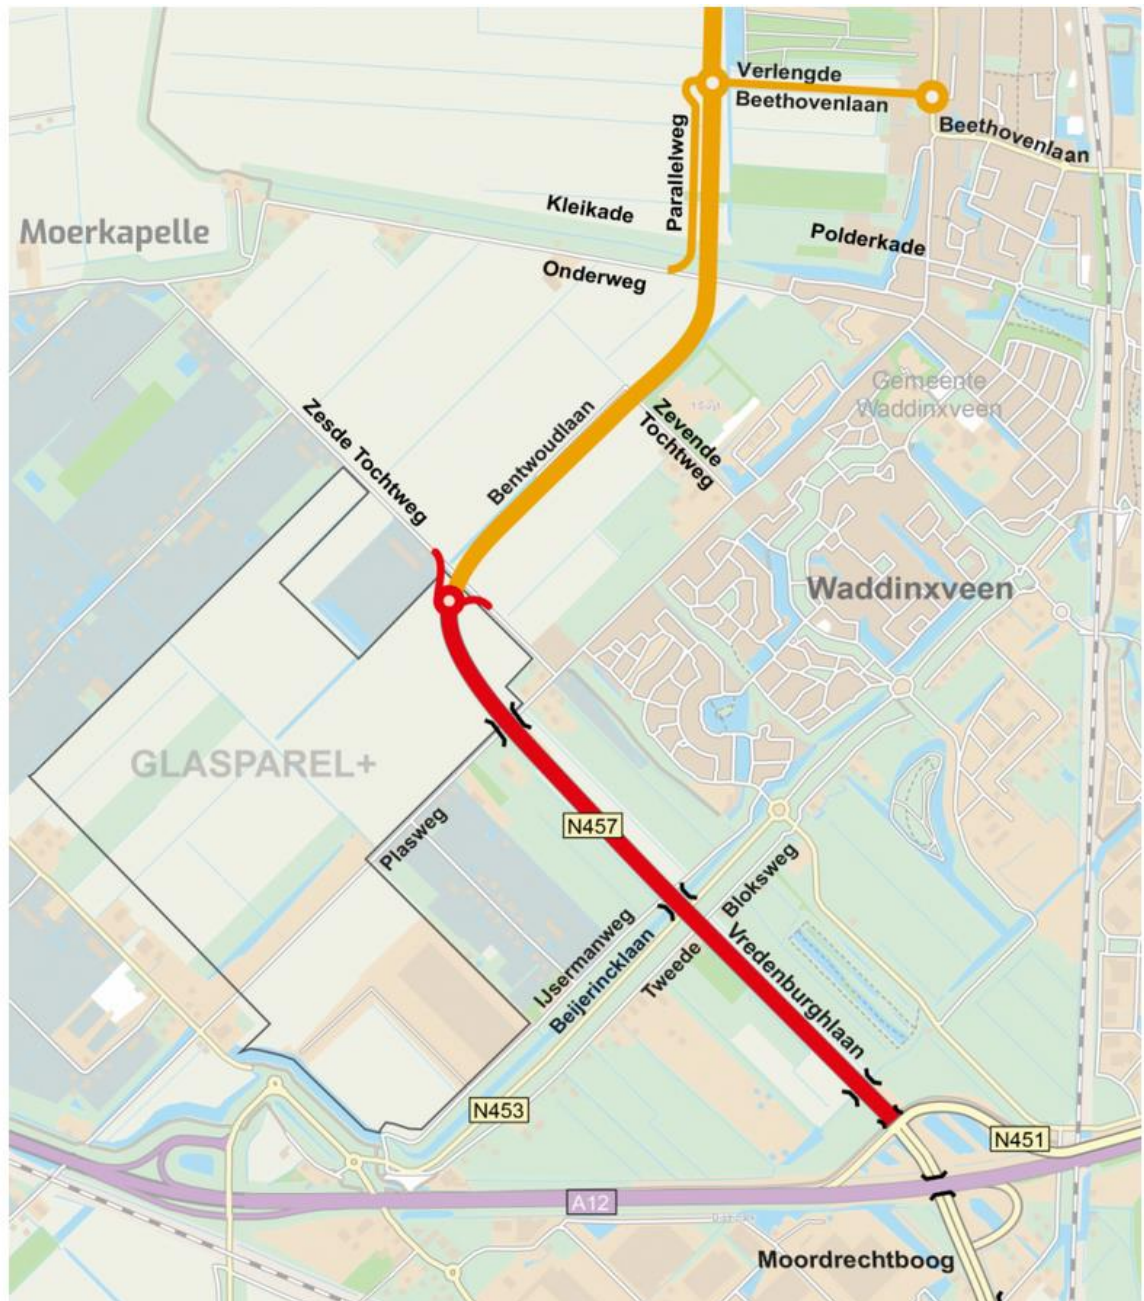 Verlengde
Beethovenlaan
Beethovenlaan
Parallelweg
Kleikade
Moerkapelle
Polderkade
Onderweg
Gemeente
Waddinxveen
Zesde Tochtweg
Bentwoudlaan
Zevende
Tochtweg
Waddinxveen
GLASPAREL+
N457
Plasweg
Bloksweg
IJsermanweg
Beijerincklaan
Tweede
Vredenburghlaan
N453
N451
A12
Moordrechtboog